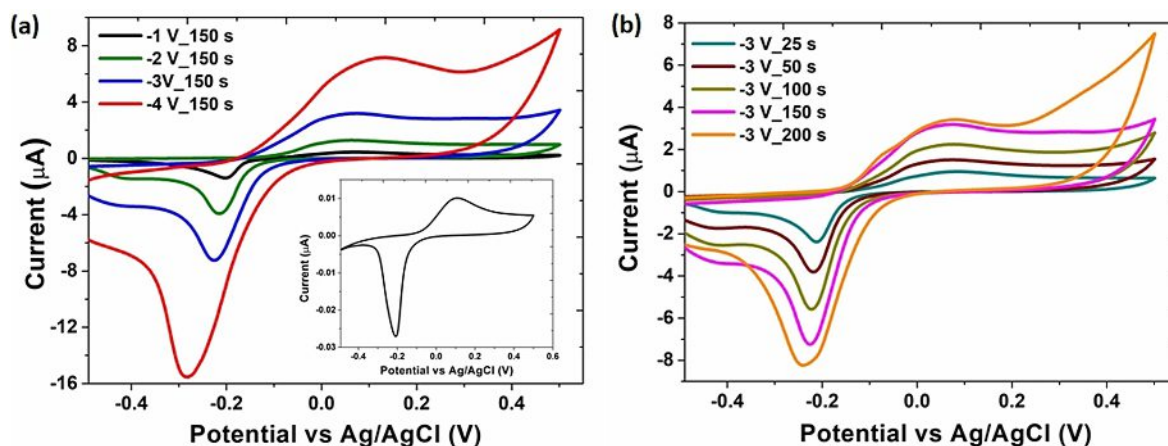 (a)
-1 V_150 s
-2 V_150 s
-3V_150 s
-4 V_150 s
8
4
0
-4
-8
-12
-16
Current (µA)
-0.4
-0.2
0.0
0.2
0.4
Potential vs Ag/AgCl (V)
0.01
0.00
-0.01
-0.02
-0.03
Current (µA)
-0.4
-0.2
0.0
0.2
0.4
0.6
Potential vs Ag/AgCl (V)
(b)
-3 V_25 s
-3 V_50 s
-3 V_100 s
-3 V_150 s
-3 V_200 s
8
6
4
2
0
-2
-4
-6
-8
Current (µA)
-0.4
-0.2
0.0
0.2
0.4
Potential vs Ag/AgCl (V)